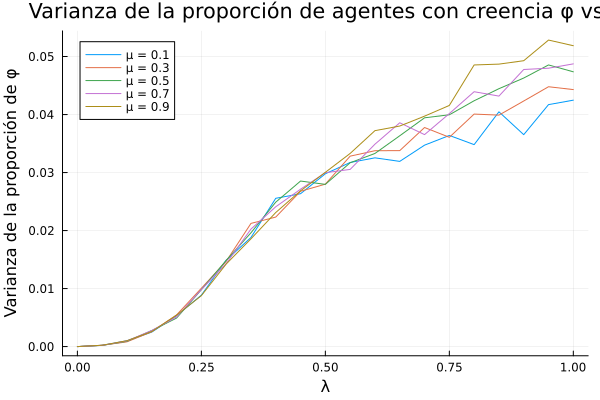 Varianza de la proporción de agentes con creencia φ vs
μ = 0.1
μ = 0.3
μ = 0.5
μ = 0.7
μ = 0.9
Varianza de la proporción de φ
0.05
0.04
0.03
0.02
0.01
0.00
0.00 0.25 0.50 0.75 1.00
λ